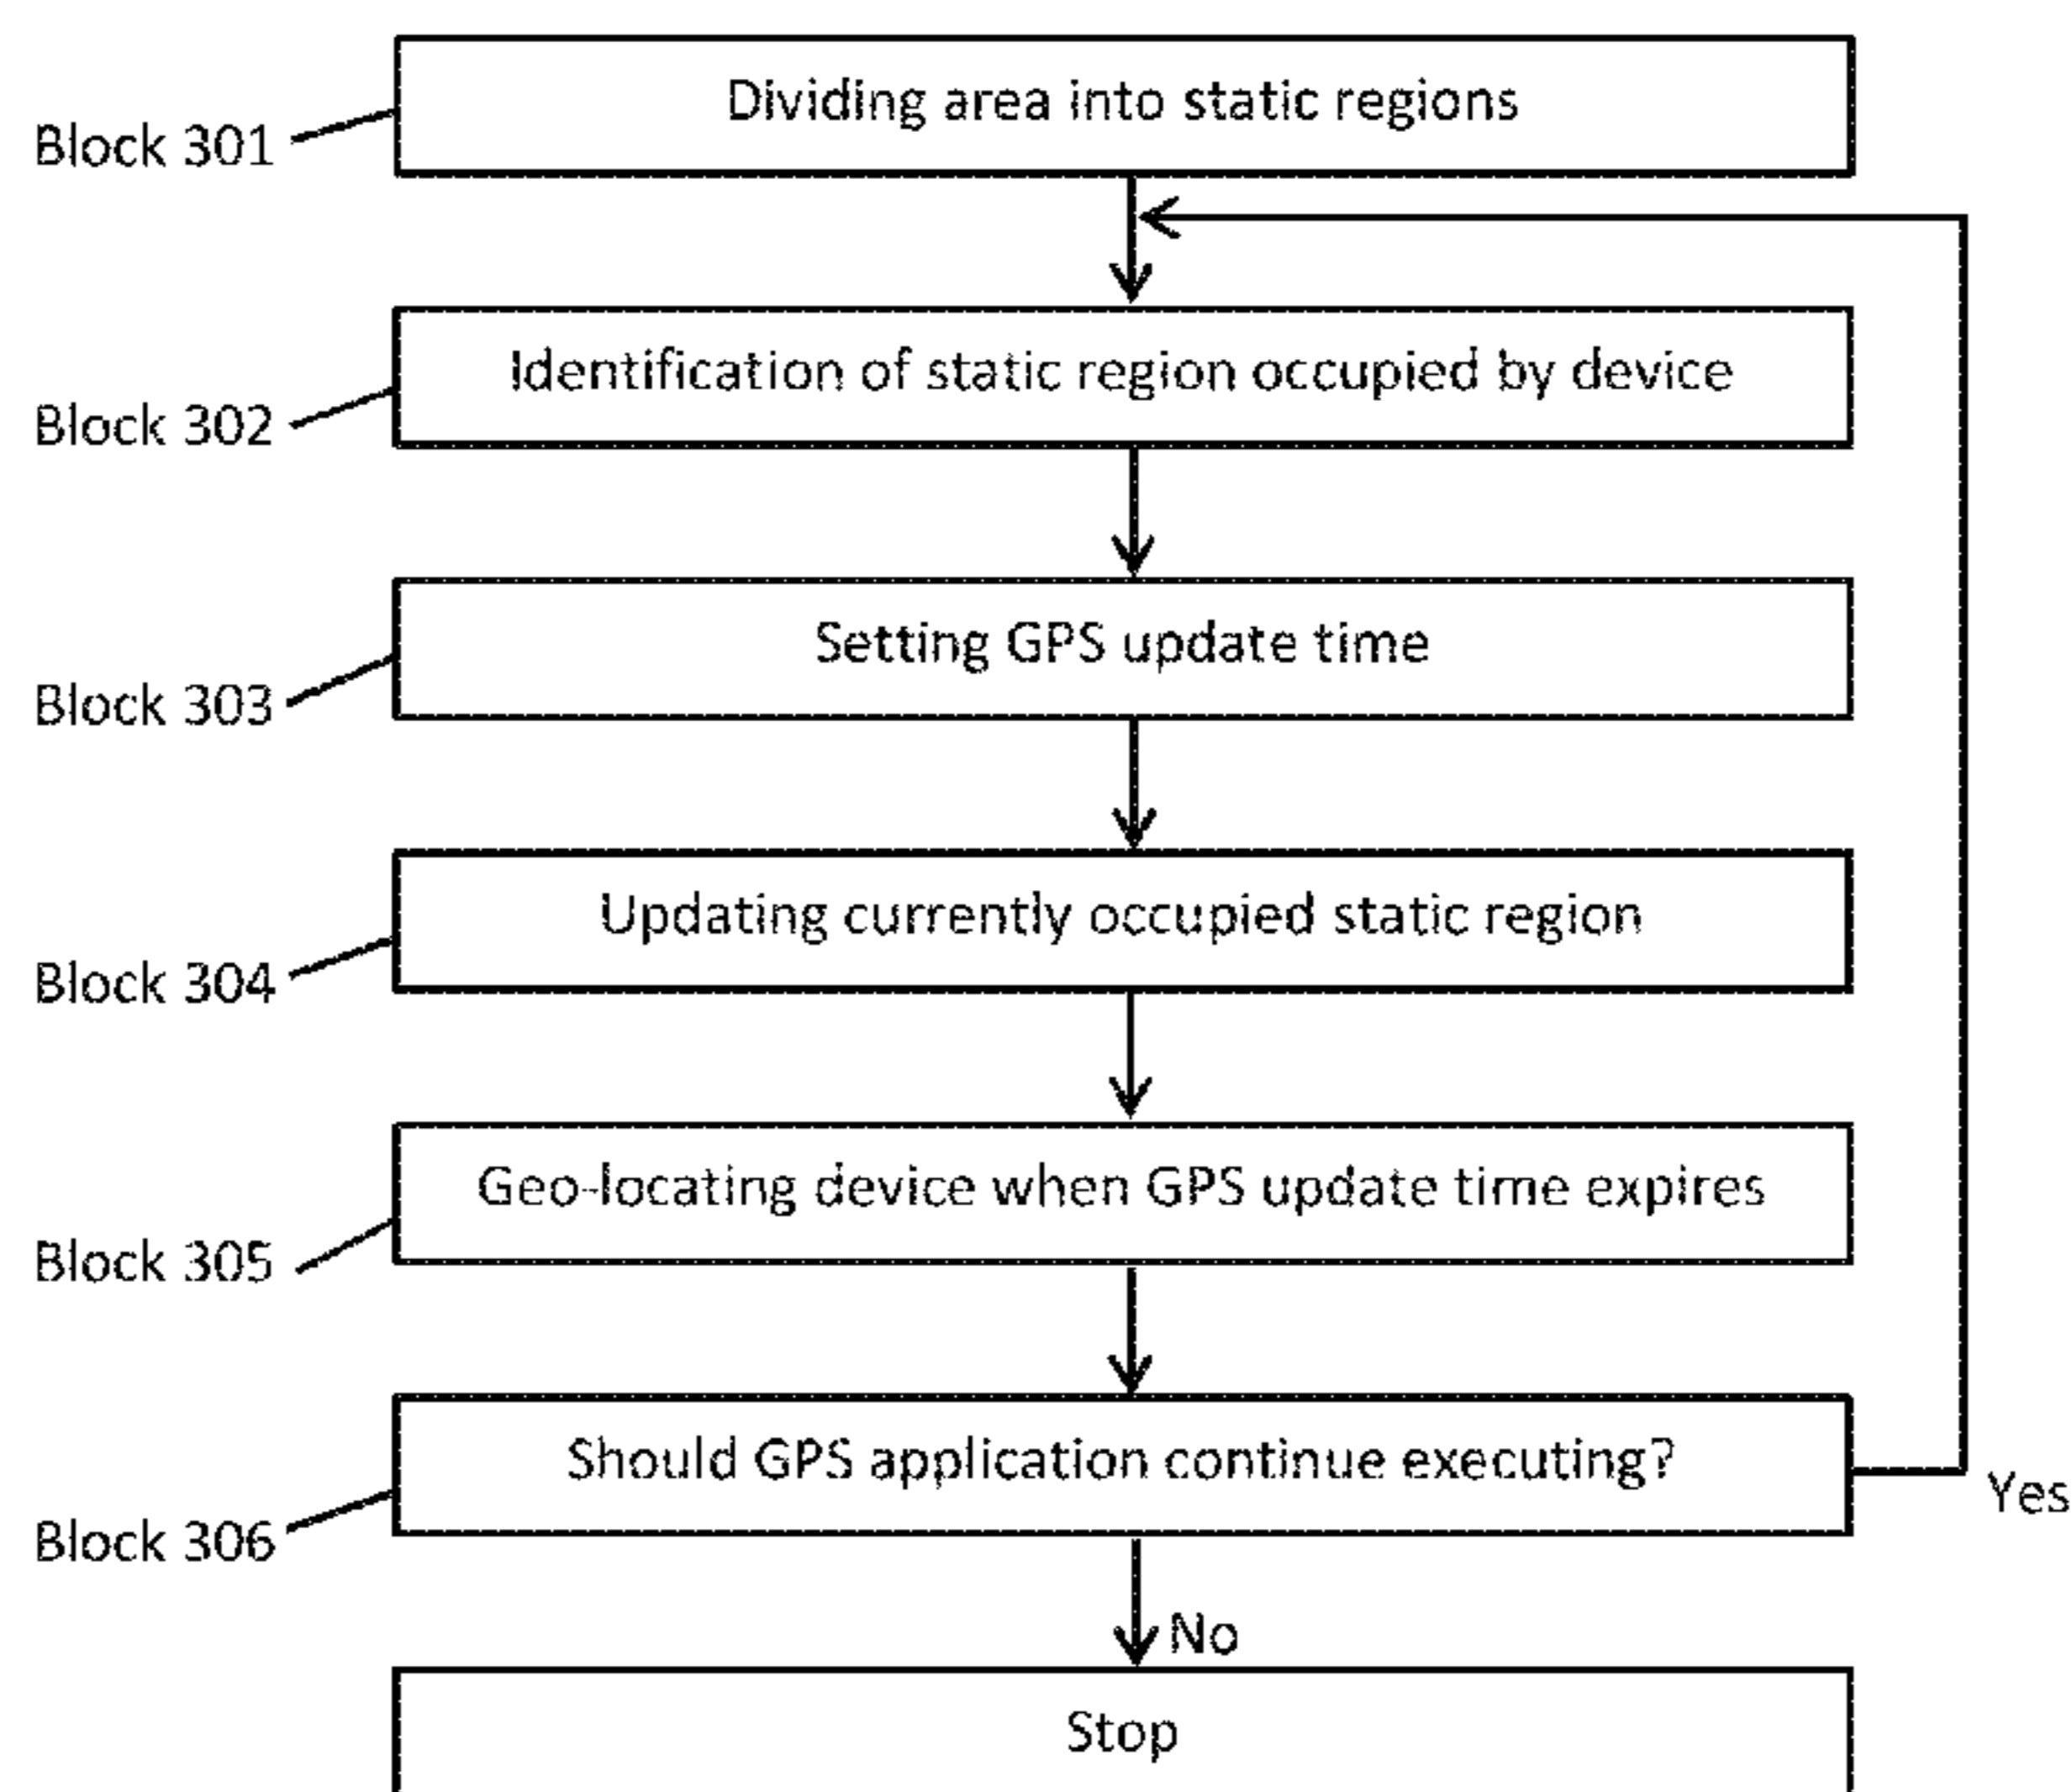 Dividing area into static regions
Block 301
Identification of static region occupied by device
Block 302
Setting GPS update time
Block 303
Updating currently occupied static region
Block 304
Geo-locating device when GPS update time expires
Block 305
Should GPS application continue executing?
Yes
Block 306
No
Stop